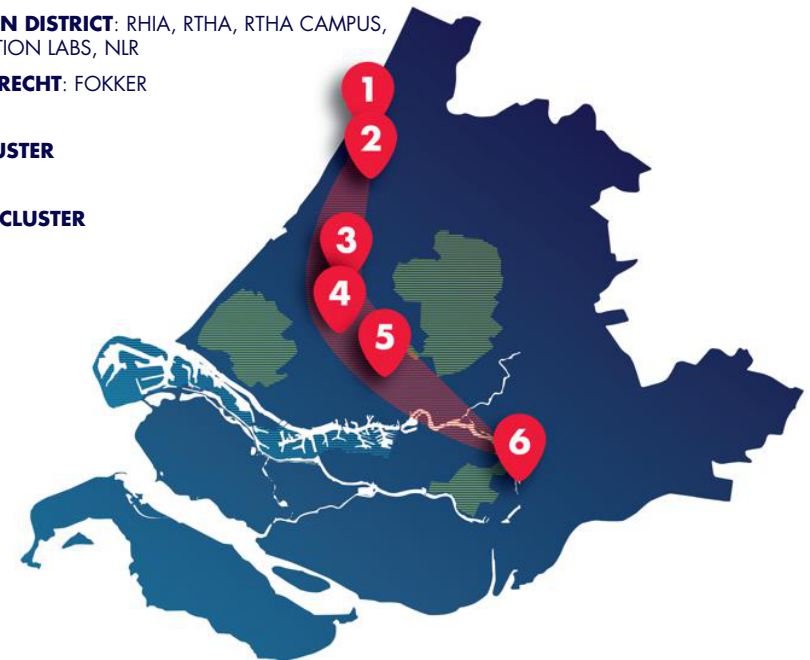 N DISTRICT: RHIA, RTHA, RTHA CAMPUS,
TION LABS, NLR
RECHT: FOKKER
USTER
CLUSTER
1
2
3
4
5
6